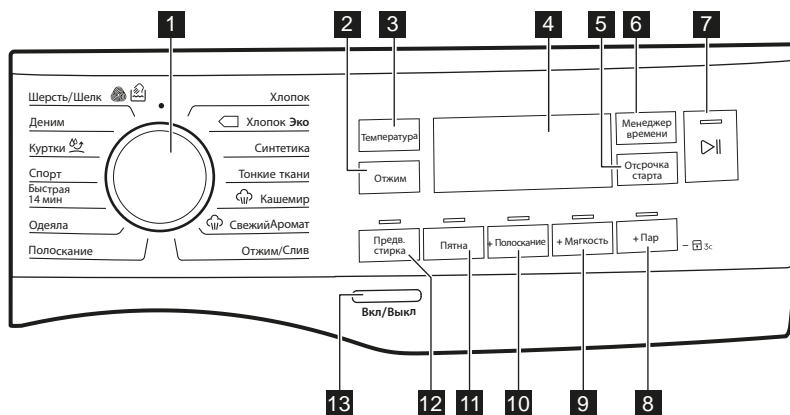 1
2
3
4
5
6
7
Шерсть/Шелк
Деним
Куртки
Спорт
Быстрая
14 мин
Одеяла
Полоскание
Хлопок
Хлопок Эко
Синтетика
Тонкие ткани
Кашемир
СвежийАромат
Отжим/Слив
Температура
Отжим
Менеджер
времени
Отсрочка
старта
Предв.
стирка
Пятна
+ Полоскание
+ Мягкость
+ Пар
3с
Вкл/Выкл
13
12
11
10
9
8